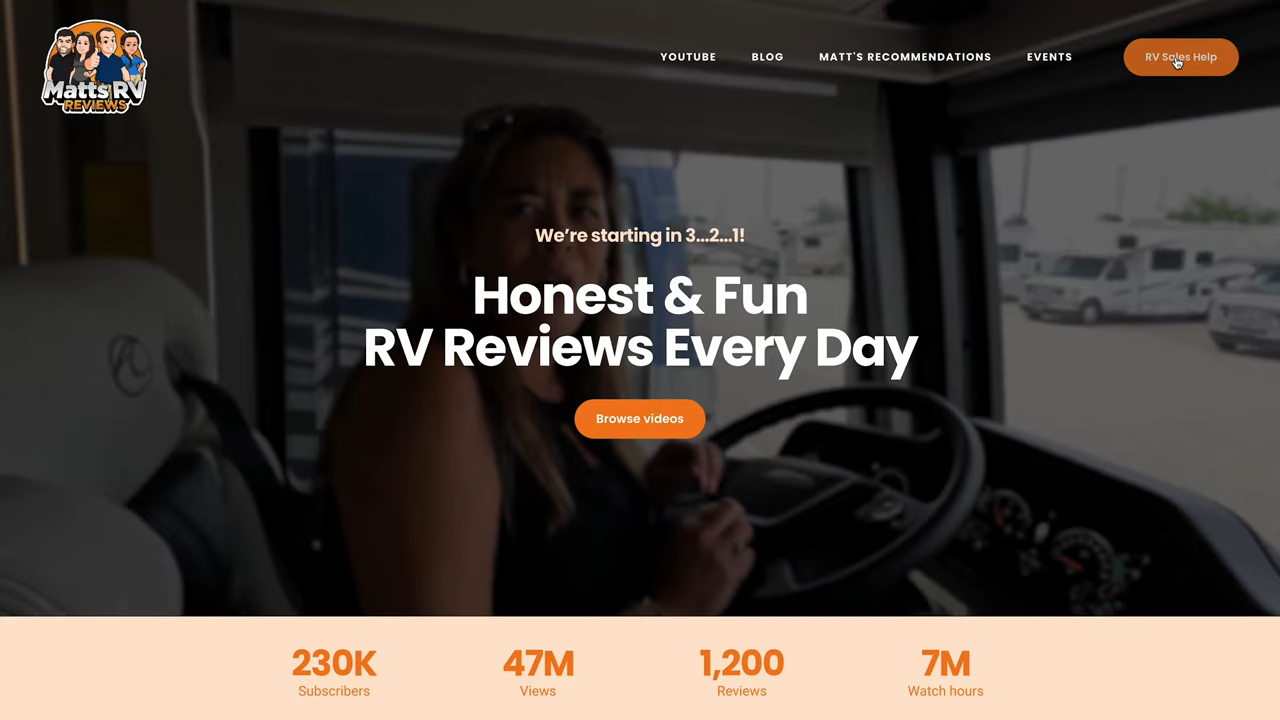 Matts RV
REVIEWS
YOUTUBE
BLOG
MATT'S RECOMMENDATIONS
EVENTS
RV Sales Help
We're starting in 3...2...1!
Honest & Fun
RV Reviews Every Day
Browse videos
230K
Subscribers
47M
Views
1,200
Reviews
7M
Watch hours